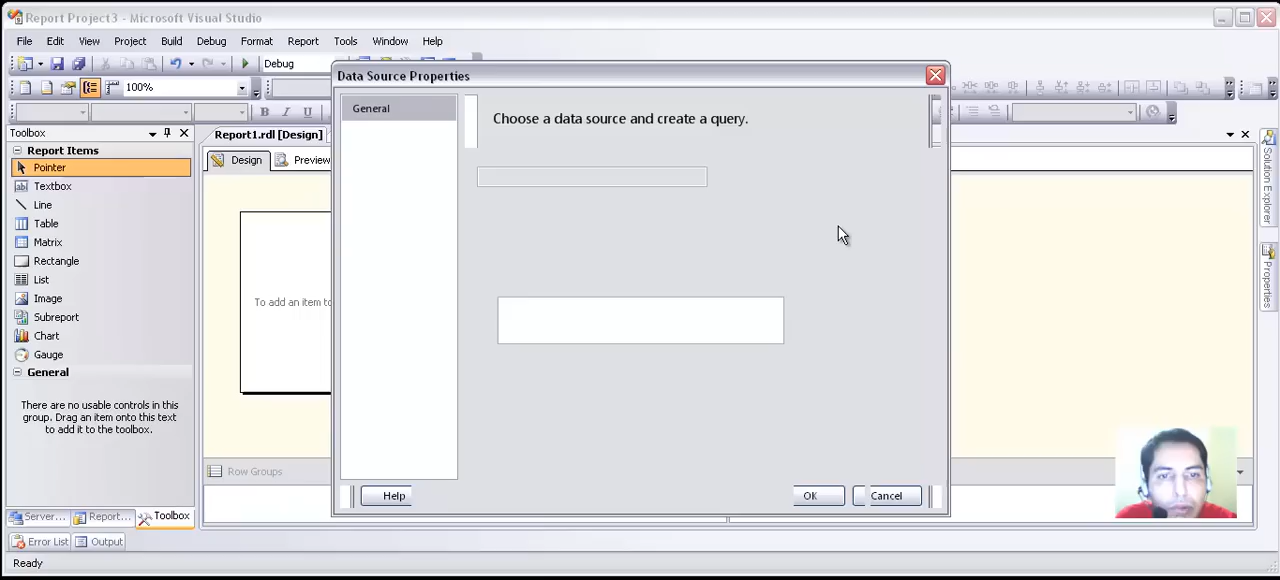 Report Project3 - Microsoft Visual Studio
File Edit View Project Build Debug Format Report Tools Window Help
Debug
100%
B I U
Toolbox
Report Items
Pointer
Textbox
Line
Table
Matrix
Rectangle
List
Image
Subreport
Chart
Gauge
General
There are no usable controls in this
group. Drag an item onto this text
to add it to the toolbox.
Server... Report... Toolbox
Error List Output
Ready
Report1.rdl [Design]
Design Preview
To add an item to
Row Groups
Data Source Properties
General
Choose a data source and create a query.
Help
OK
Cancel
Solution Explorer
Properties